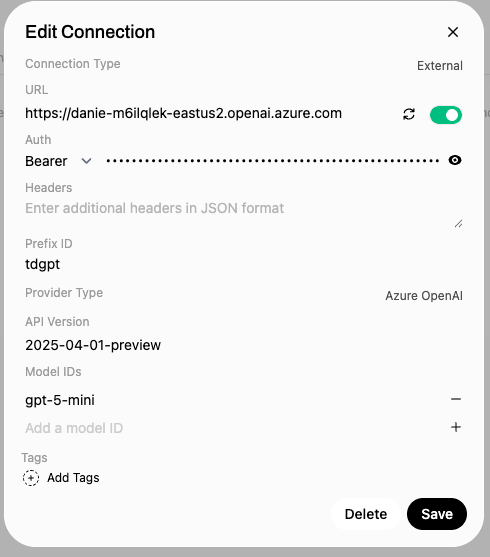 Edit Connection
Connection Type
External
URL
https://danie-m6ilqlek-eastus2.openai.azure.com
Auth
Bearer
Headers
Enter additional headers in JSON format
Prefix ID
tdgpt
Provider Type
Azure OpenAI
API Version
2025-04-01-preview
Model IDs
gpt-5-mini
Add a model ID
Tags
Add Tags
Delete
Save